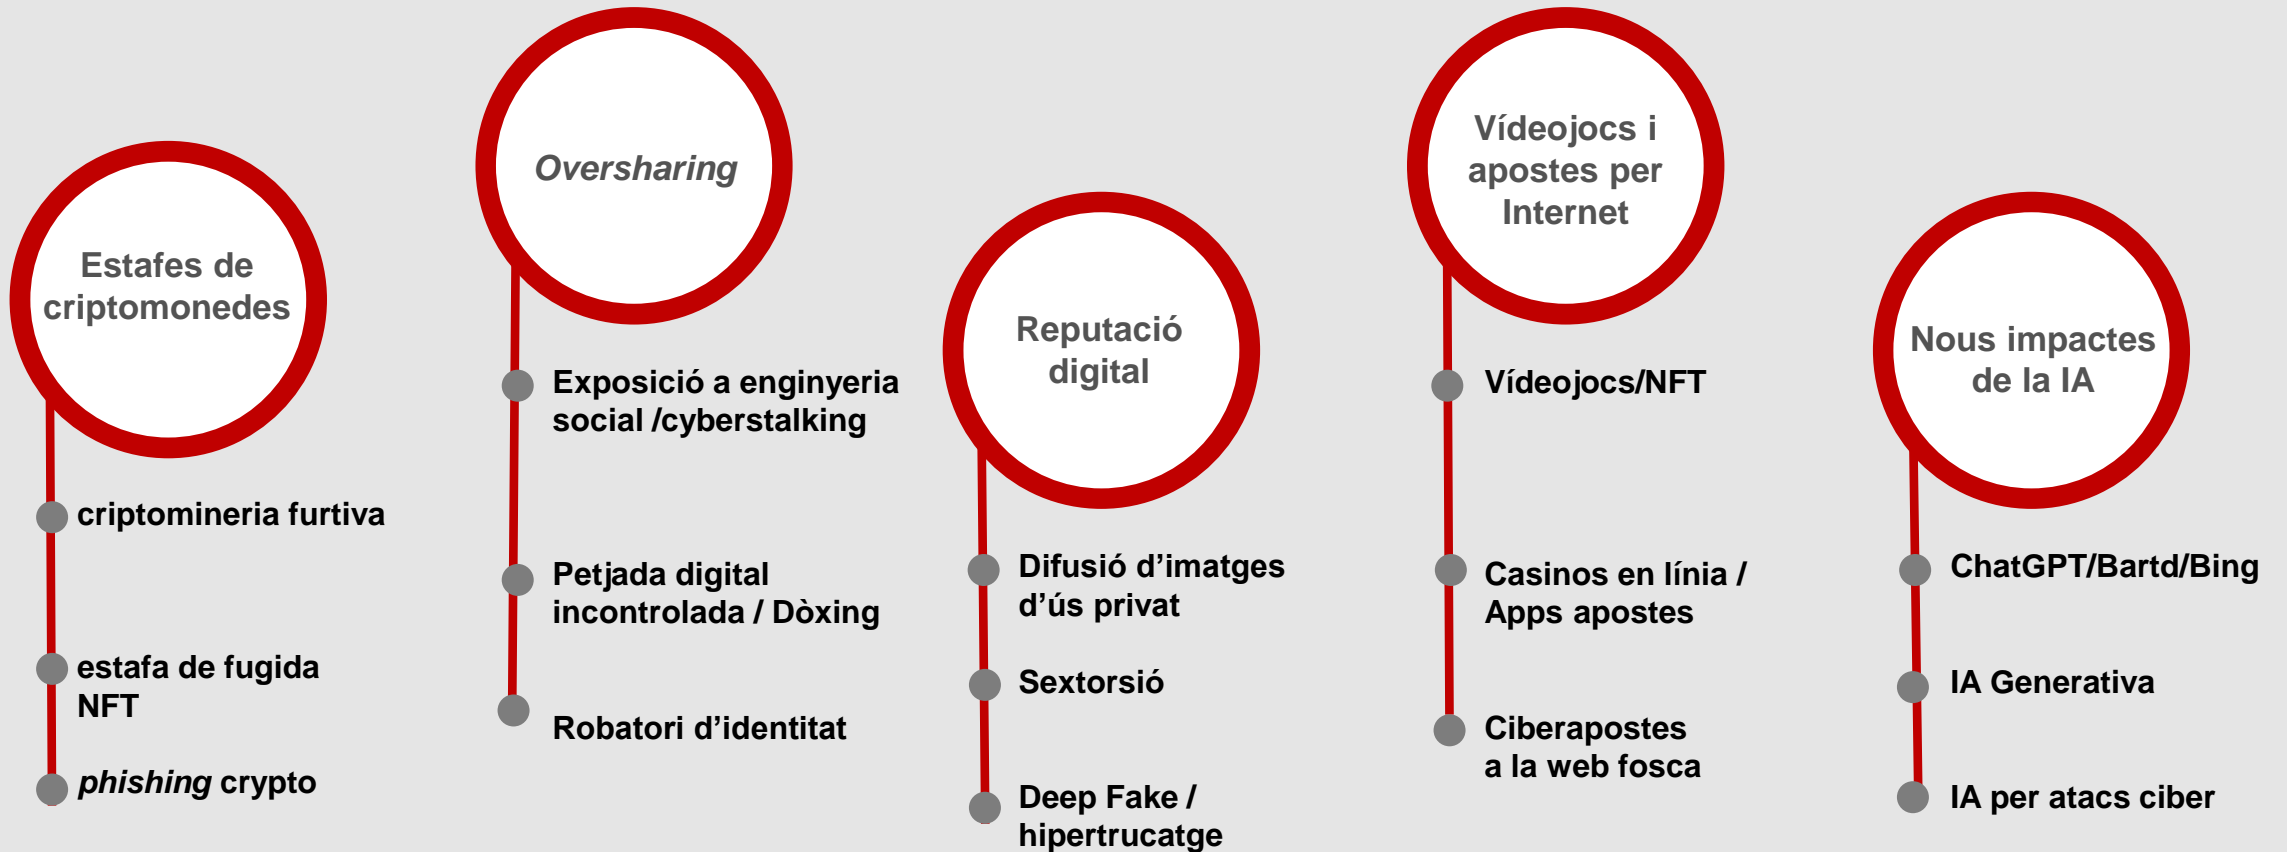 Estafes de
criptomonedes
criptomineria furtiva
estafa de fugida
NFT
phishing crypto
Oversharing
Exposició a enginyeria
social /cyberstalking
Petjada digital
incontrolada / Dòxing
Robatori d’identitat
Reputació
digital
Difusió d’imatges
d’ús privat
Sextorsió
Deep Fake /
hipertrucatge
Vídeojocs i
apostes per
Internet
Vídeojocs/NFT
Casinos en línia /
Apps apostes
Ciberapostes
a la web fosca
Nous impactes
de la IA
ChatGPT/Bartd/Bing
IA Generativa
IA per atacs ciber